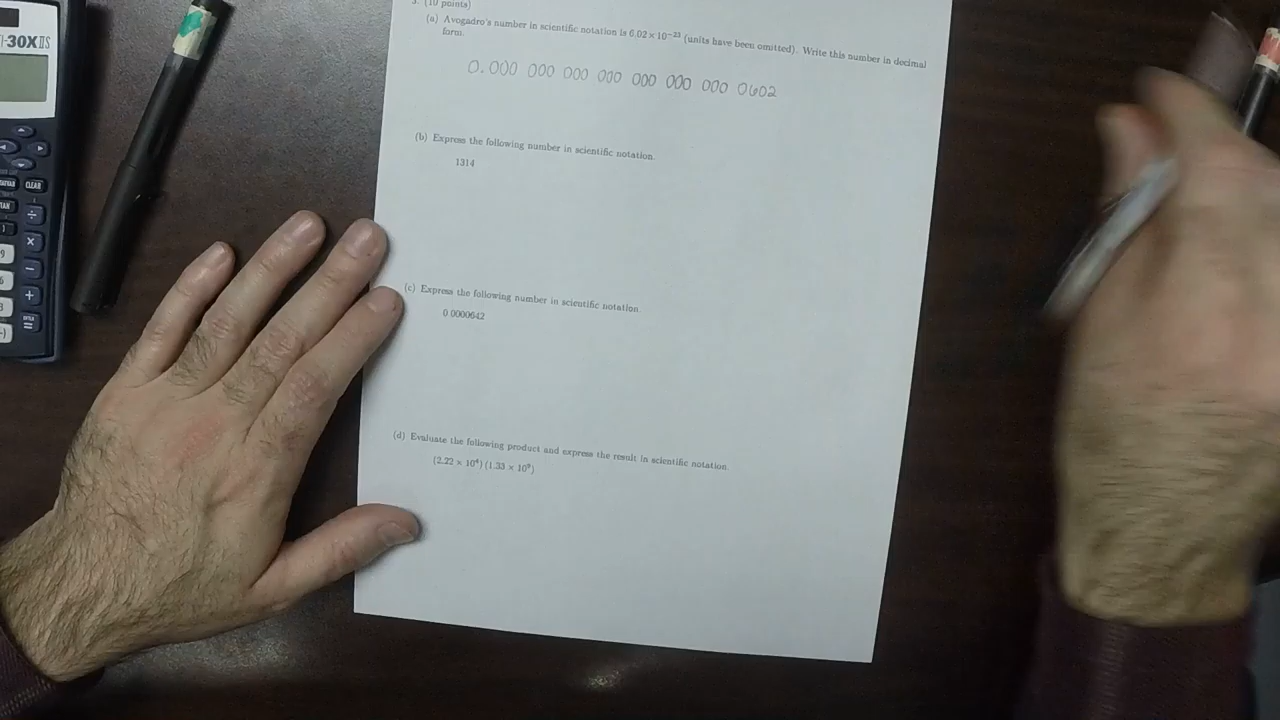 -30X IIS
CLEAR
3. (10 points)
(a) Avogadro's number in scientific notation is 6.02 × 10⁻²³ (units have been omitted). Write this number in decimal
form.
0.000 000 000 000 000 000 000 0602
(b) Express the following number in scientific notation.
1314
(c) Express the following number in scientific notation.
0.0000642
(d) Evaluate the following product and express the result in scientific notation.